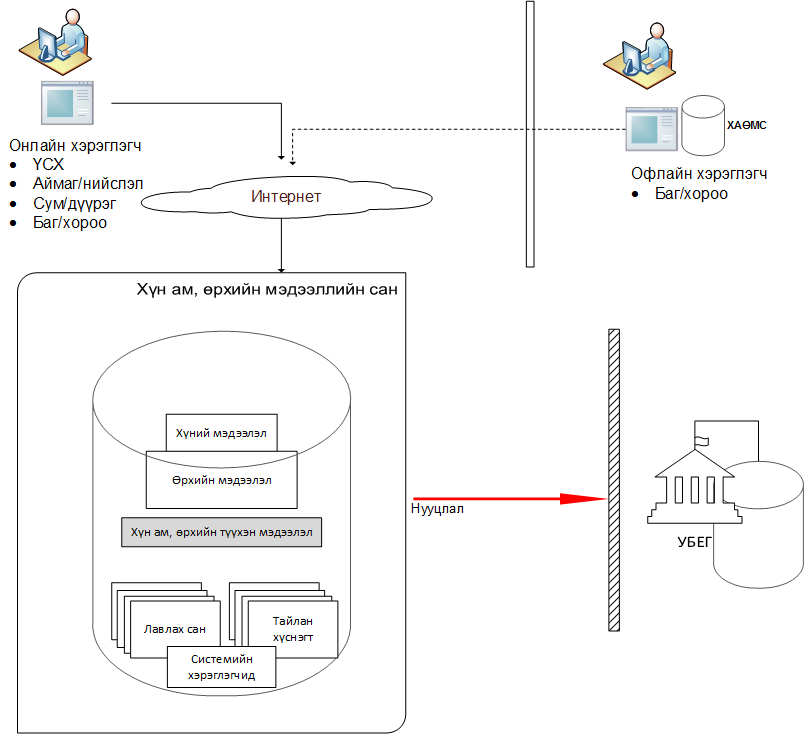 Онлайн хэрэглэгч
• ҮСХ
• Аймаг/нийслэл
• Сум/дүүрэг
• Баг/хороо
ХАӨМС
Офлайн хэрэглэгч
• Баг/хороо
Интернет
Хүн ам, өрхийн мэдээллийн сан
Хүний мэдээлэл
Өрхийн мэдээлэл
Хүн ам, өрхийн түүхэн мэдээлэл
Лавлах сан
Тайлан
хүснэгт
Системийн
хэрэглэгчид
Нууцлал
УБЕГ